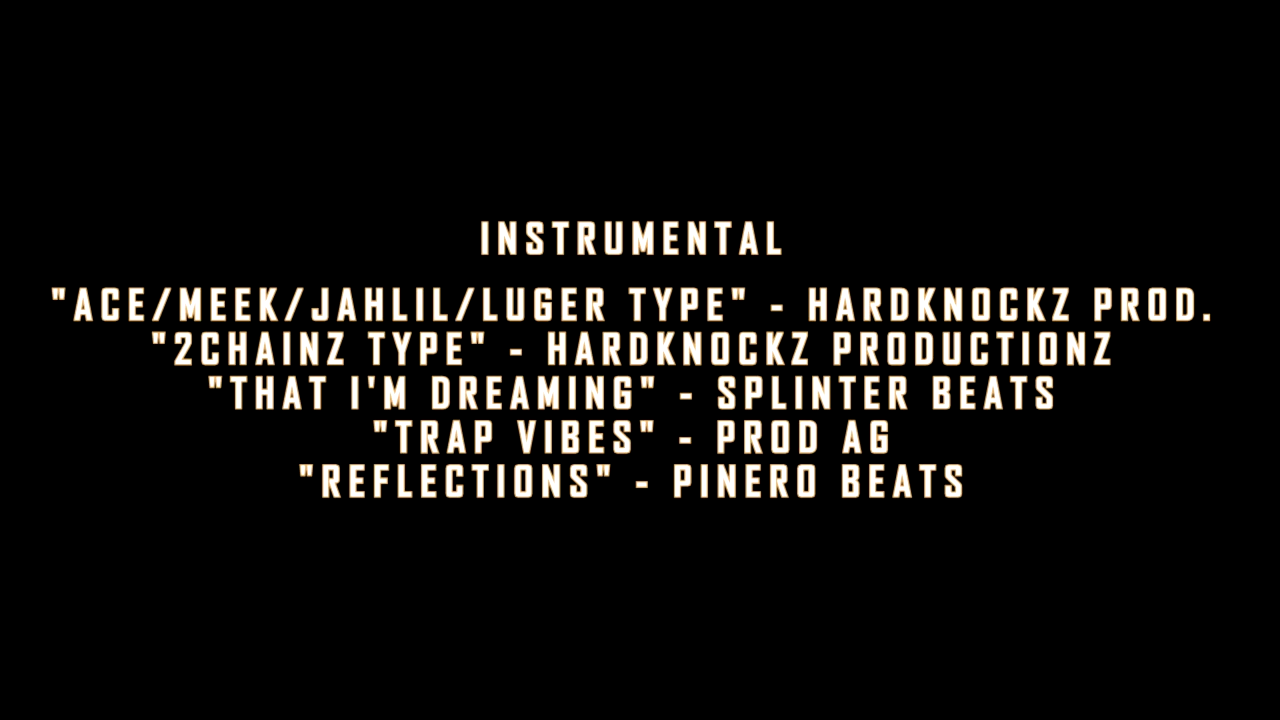 INSTRUMENTAL
"ACE/MEEK/JAHLIL/LUGER TYPE" - HARDKNOCKZ PROD.
"2CHAINZ TYPE" - HARDKNOCKZ PRODUCTIONZ
"THAT I'M DREAMING" - SPLINTER BEATS
"TRAP VIBES" - PROD AG
"REFLECTIONS" - PINERO BEATS